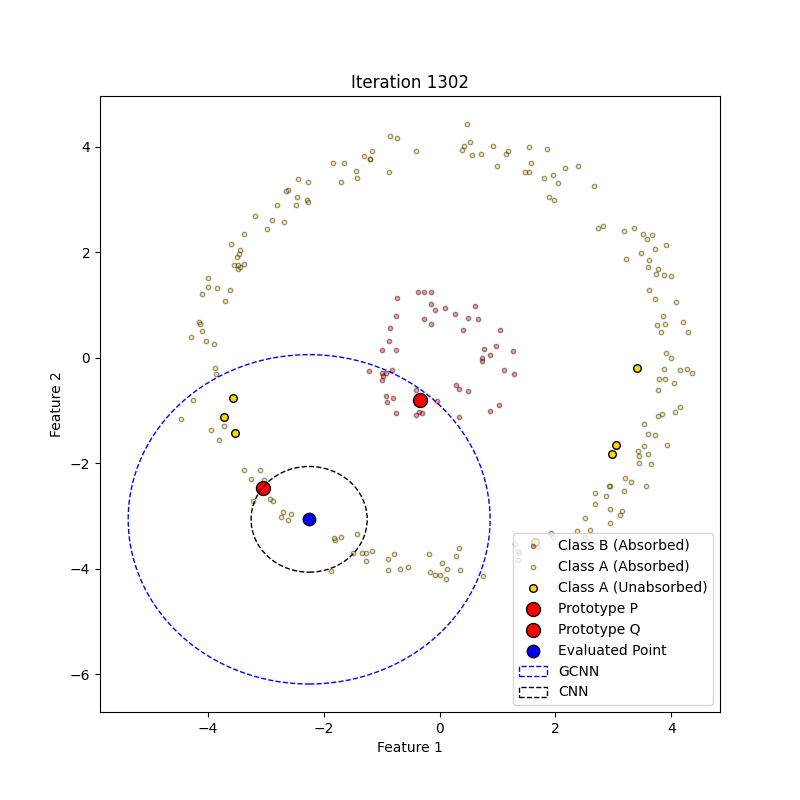 Iteration 1302
Feature 2
4
2
0
−2
−4
−6
−4
−2
0
2
4
Feature 1
Class B (Absorbed)
Class A (Absorbed)
Class A (Unabsorbed)
Prototype P
Prototype Q
Evaluated Point
GCNN
CNN